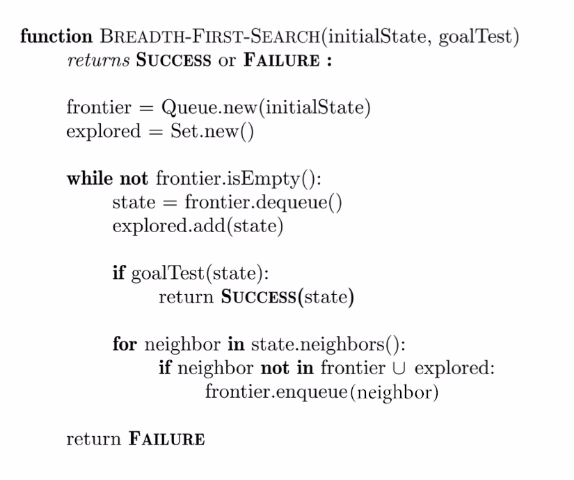 function BREADTH-FIRST-SEARCH(initialState, goalTest)
returns SUCCESS or FAILURE :
frontier = Queue.new(initialState)
explored = Set.new()
while not frontier.isEmpty():
state = frontier.dequeue()
explored.add(state)
if goalTest(state):
return SUCCESS(state)
for neighbor in state.neighbors():
if neighbor not in frontier ∪ explored:
frontier.enqueue(neighbor)
return FAILURE